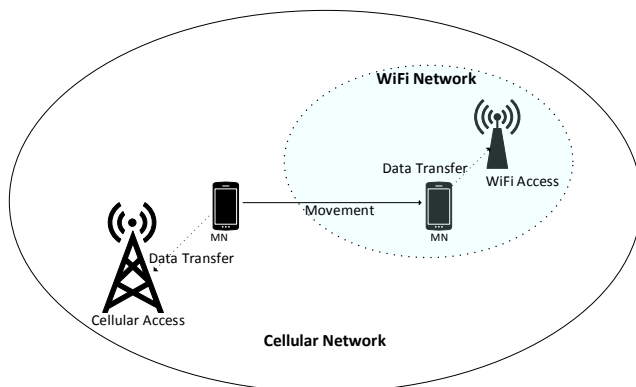 WiFi Network
Data Transfer
WiFi Access
Movement
MN
MN
Data Transfer
Cellular Access
Cellular Network